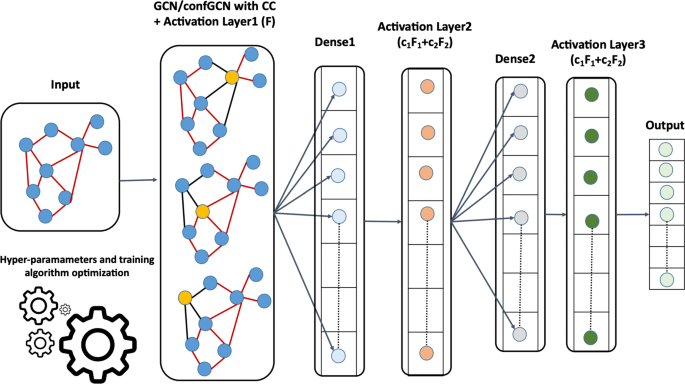 GCN/confGCN with CC
+ Activation Layer1 (F)
Input
Dense1
Activation Layer2
(c₁F₁+c₂F₂)
Dense2
Activation Layer3
(c₁F₁+c₂F₂)
Output
Hyper-paramameters and training
algorithm optimization